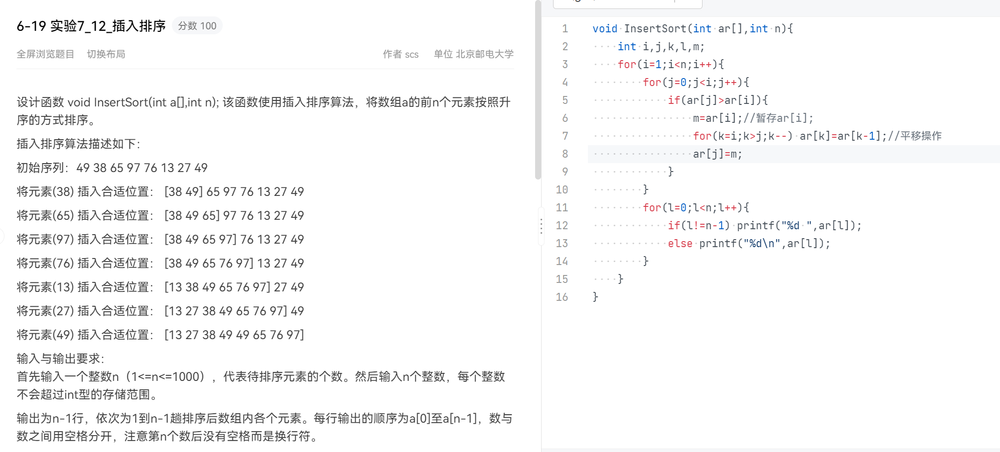 6-19 实验7_12_插入排序 分数 100
全屏浏览题目 切换布局 作者 scs 单位 北京邮电大学
设计函数 void InsertSort(int a[],int n); 该函数使用插入排序算法，将数组a的前n个元素按照升
序的方式排序。
插入排序算法描述如下：
初始序列：49 38 65 97 76 13 27 49
将元素(38) 插入合适位置： [38 49] 65 97 76 13 27 49
将元素(65) 插入合适位置： [38 49 65] 97 76 13 27 49
将元素(97) 插入合适位置： [38 49 65 97] 76 13 27 49
将元素(76) 插入合适位置： [38 49 65 76 97] 13 27 49
将元素(13) 插入合适位置： [13 38 49 65 76 97] 27 49
将元素(27) 插入合适位置： [13 27 38 49 65 76 97] 49
将元素(49) 插入合适位置： [13 27 38 49 49 65 76 97]
输入与输出要求：
首先输入一个整数n（1<=n<=1000），代表待排序元素的个数。然后输入n个整数，每个整数
不会超过int型的存储范围。
输出为n-1行，依次为1到n-1趟排序后数组内各个元素。每行输出的顺序为a[0]至a[n-1]，数与
数之间用空格分开，注意第n个数后没有空格而是换行符。
1 void InsertSort(int ar[],int n){
2     int i,j,k,l,m;
3     for(i=1;i<n;i++){
4         for(j=0;j<i;j++){
5             if(ar[j]>ar[i]){
6                 m=ar[i];//暂存ar[i];
7                 for(k=i;k>j;k--) ar[k]=ar[k-1];//平移操作
8                 ar[j]=m;
9             }
10         }
11         for(l=0;l<n;l++){
12             if(l!=n-1) printf("%d ",ar[l]);
13             else printf("%d\n",ar[l]);
14         }
15     }
16 }